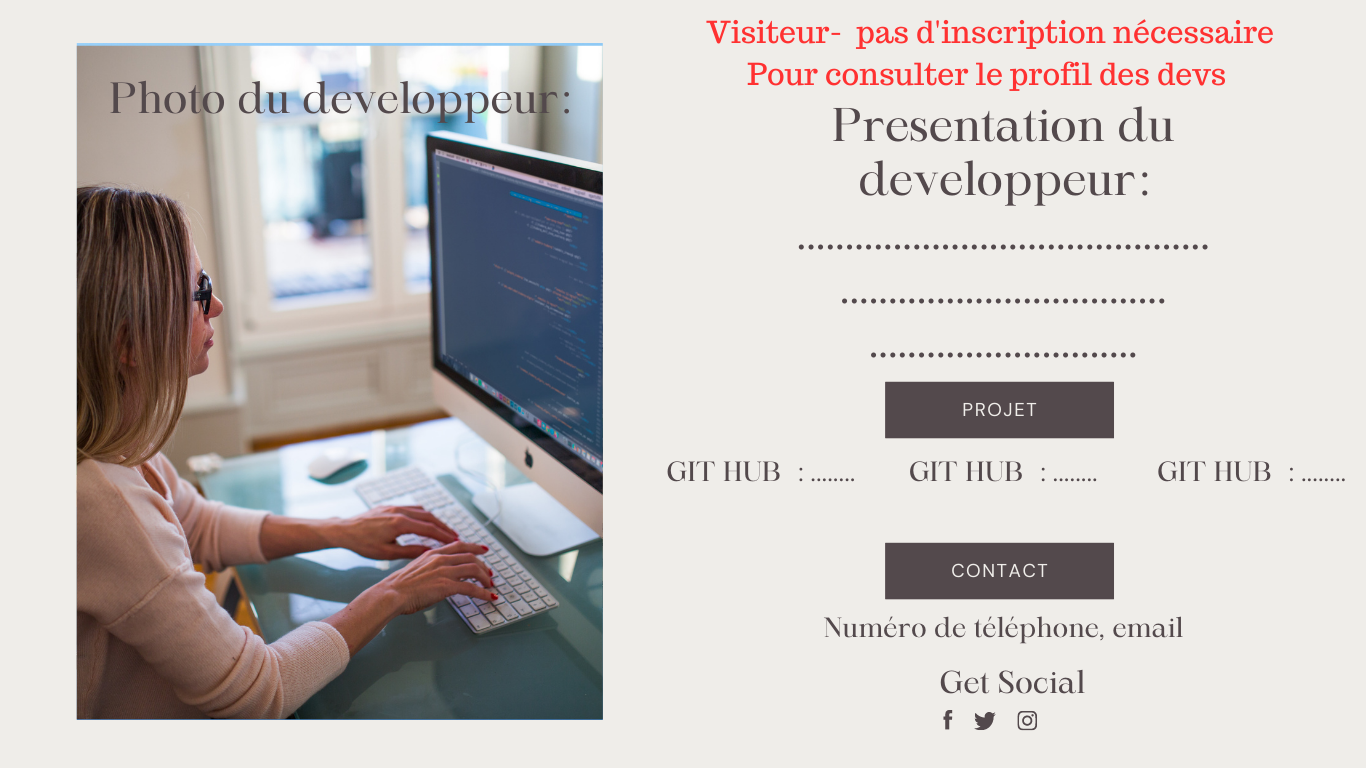 Photo du developpeur:
Visiteur-  pas d'inscription nécessaire
Pour consulter le profil des devs
Presentation du
developpeur:
...........................................
..................................
............................
PROJET
GIT HUB  : ........
GIT HUB  : ........
GIT HUB  : ........
CONTACT
Numéro de téléphone, email
Get Social